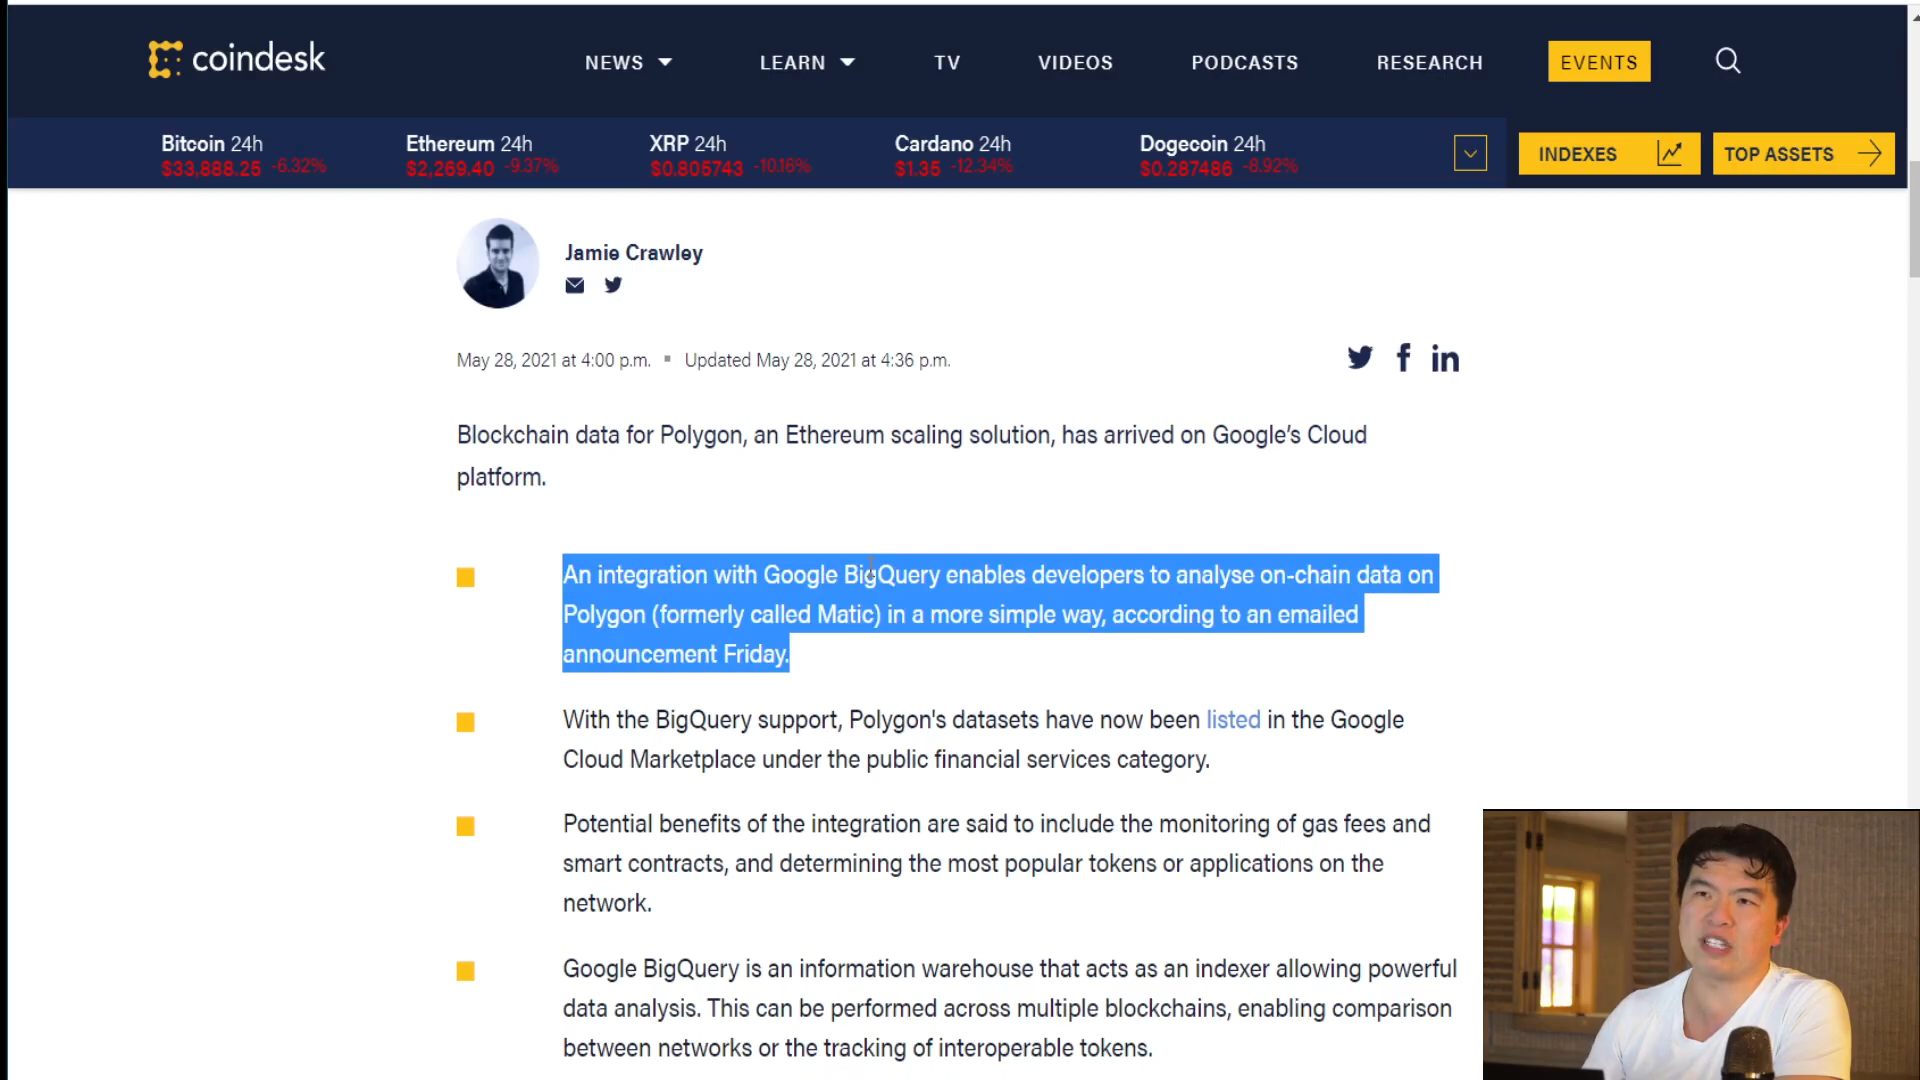 coindesk
NEWS
LEARN
TV
VIDEOS
PODCASTS
RESEARCH
EVENTS
Bitcoin 24h
$33,888.25 -6.32%
Ethereum 24h
$2,269.40 -9.37%
XRP 24h
$0.805743 -10.16%
Cardano 24h
$1.35 -12.34%
Dogecoin 24h
$0.287486 -8.92%
INDEXES
TOP ASSETS
Jamie Crawley
May 28, 2021 at 4:00 p.m. ▪ Updated May 28, 2021 at 4:36 p.m.
Blockchain data for Polygon, an Ethereum scaling solution, has arrived on Google’s Cloud
platform.
An integration with Google BigQuery enables developers to analyse on-chain data on
Polygon (formerly called Matic) in a more simple way, according to an emailed
announcement Friday.
With the BigQuery support, Polygon's datasets have now been listed in the Google
Cloud Marketplace under the public financial services category.
Potential benefits of the integration are said to include the monitoring of gas fees and
smart contracts, and determining the most popular tokens or applications on the
network.
Google BigQuery is an information warehouse that acts as an indexer allowing powerful
data analysis. This can be performed across multiple blockchains, enabling comparison
between networks or the tracking of interoperable tokens.